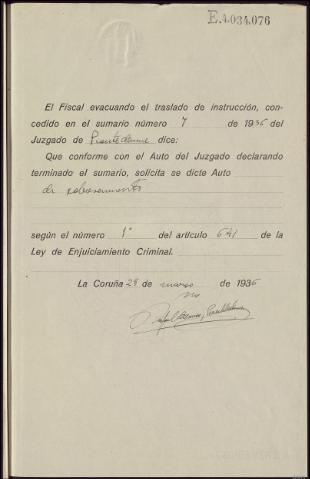 E.4.034.076
El Fiscal evacuando el traslado de instrucción, con-
cedido en el sumario número 7 de 1936 del
Juzgado de Puentedeume dice:
Que conforme con el Auto del Juzgado declarando
terminado el sumario, solicita se dicte Auto
de sobreseimiento
según el número 1º del artículo 641 de la
Ley de Enjuiciamiento Criminal.
La Coruña 28 de marzo de 1936